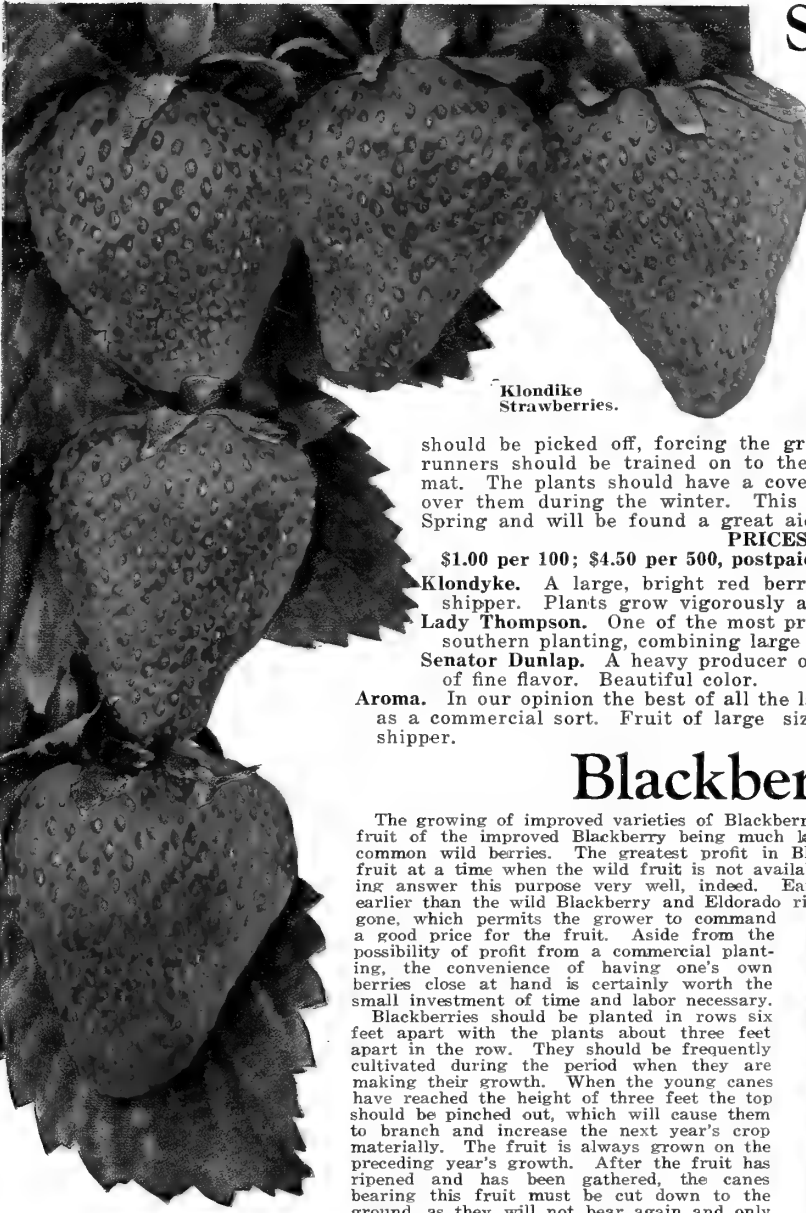 S
Klondike
Strawberries.
should be picked off, forcing the gr
runners should be trained on to the
mat. The plants should have a cove
over them during the winter. This
Spring and will be found a great aid
PRICES
$1.00 per 100; $4.50 per 500, postpaid
Klondyke. A large, bright red berr
shipper. Plants grow vigorously a
Lady Thompson. One of the most pr
southern planting, combining large
Senator Dunlap. A heavy producer o
of fine flavor. Beautiful color.
Aroma. In our opinion the best of all the l
as a commercial sort. Fruit of large siz
shipper.
Blackber
The growing of improved varieties of Blackberr
fruit of the improved Blackberry being much la
common wild berries. The greatest profit in Bl
fruit at a time when the wild fruit is not availa
ing answer this purpose very well, indeed. Ea
earlier than the wild Blackberry and Eldorado ri
gone, which permits the grower to command
a good price for the fruit. Aside from the
possibility of profit from a commercial plant-
ing, the convenience of having one's own
berries close at hand is certainly worth the
small investment of time and labor necessary.
Blackberries should be planted in rows six
feet apart with the plants about three feet
apart in the row. They should be frequently
cultivated during the period when they are
making their growth. When the young canes
have reached the height of three feet the top
should be pinched out, which will cause them
to branch and increase the next year's crop
materially. The fruit is always grown on the
preceding year's growth. After the fruit has
ripened and has been gathered, the canes
bearing this fruit must be cut down to the
ground, as they will not bear again and only